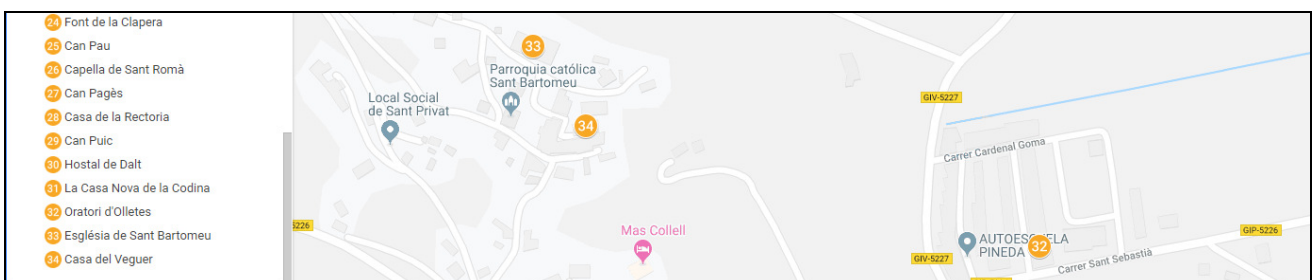 24 Font de la Clapera
25 Can Pau
26 Capella de Sant Romà
27 Can Pagès
28 Casa de la Rectoria
29 Can Puic
30 Hostal de Dalt
31 La Casa Nova de la Codina
32 Oratori d'Olletes
33 Església de Sant Bartomeu
34 Casa del Veguer
33
Parroquia católica
Sant Bartomeu
Local Social
de Sant Privat
34
GIV-5227
Carrer Cardenal Goma
5226
Mas Collell
GIP-5226
AUTOESCUELA
PINEDA
32
GIV-5227
Carrer Sant Sebastià